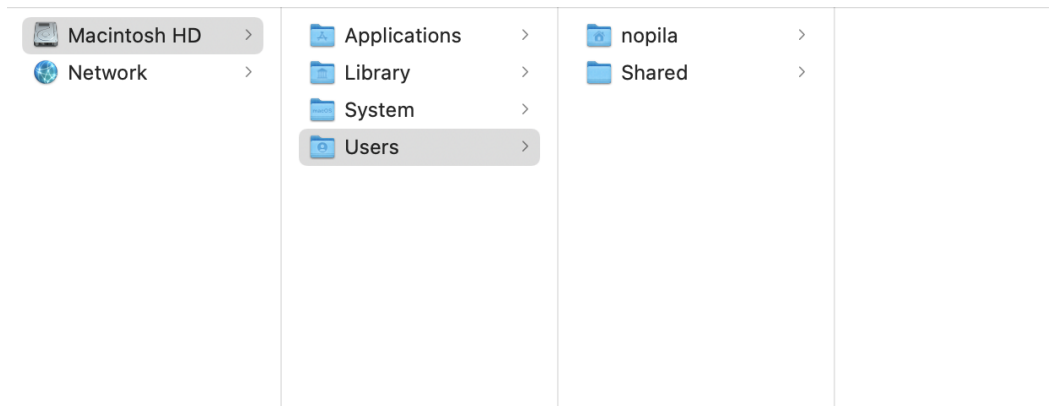 Macintosh HD
Network
Applications
Library
System
Users
nopila
Shared